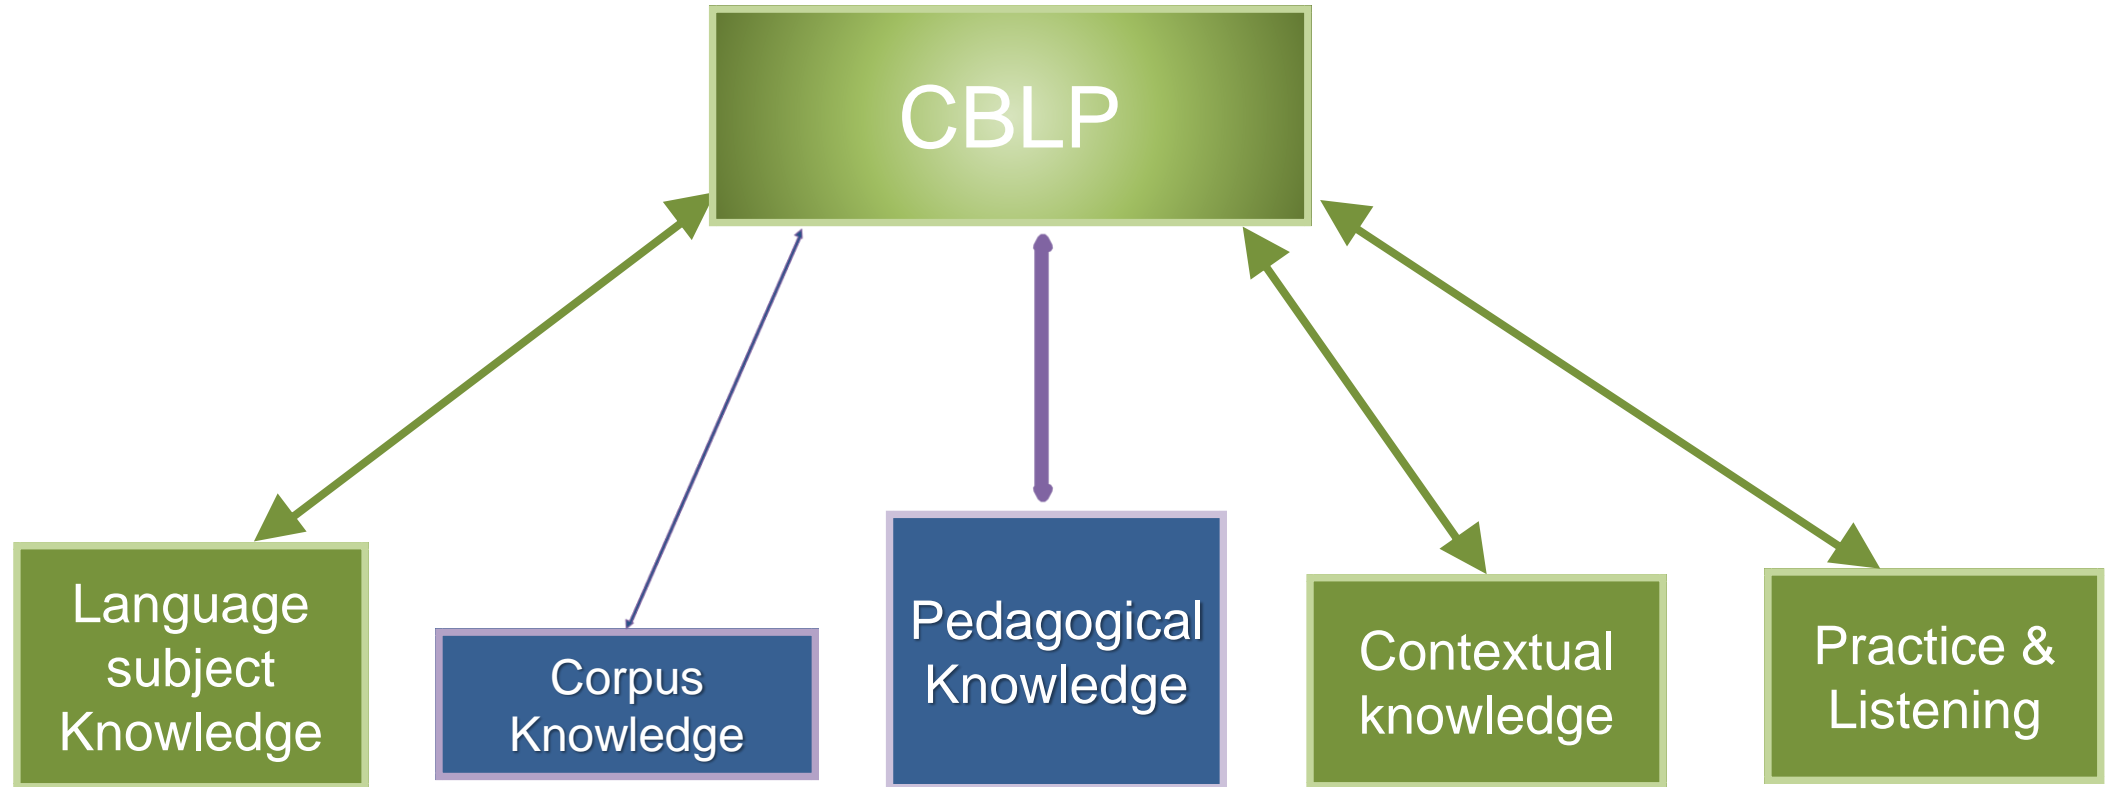 CBLP
Language
subject
Knowledge
Corpus
Knowledge
Pedagogical
Knowledge
Contextual
knowledge
Practice &
Listening